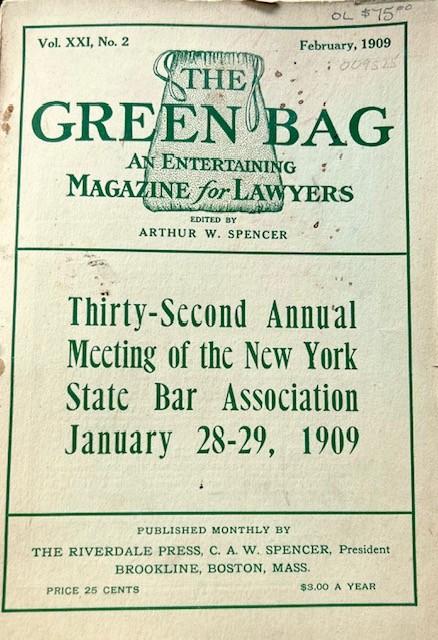 OL $75.00
009525
Vol. XXI, No. 2 February, 1909
THE
GREEN BAG
AN ENTERTAINING
MAGAZINE for LAWYERS
EDITED BY
ARTHUR W. SPENCER
Thirty-Second Annual
Meeting of the New York
State Bar Association
January 28-29, 1909
PUBLISHED MONTHLY BY
THE RIVERDALE PRESS, C. A. W. SPENCER, President
BROOKLINE, BOSTON, MASS.
PRICE 25 CENTS $3.00 A YEAR